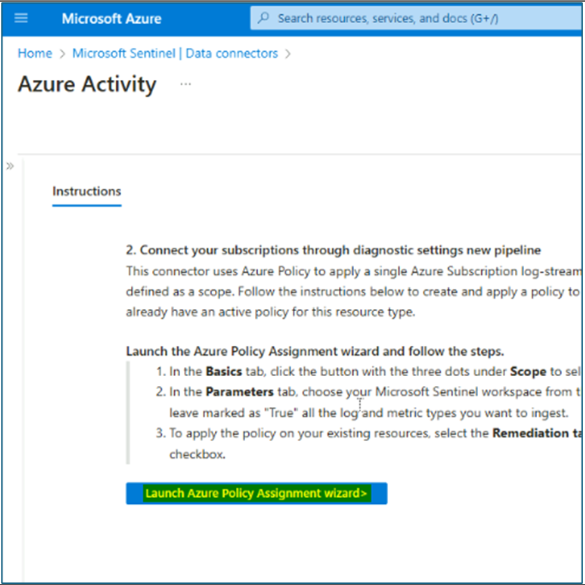 Microsoft Azure
Search resources, services, and docs (G+/)
Home > Microsoft Sentinel | Data connectors >
Azure Activity ...
»
Instructions
2. Connect your subscriptions through diagnostic settings new pipeline
This connector uses Azure Policy to apply a single Azure Subscription log-stream
defined as a scope. Follow the instructions below to create and apply a policy to
already have an active policy for this resource type.
Launch the Azure Policy Assignment wizard and follow the steps.
1. In the Basics tab, click the button with the three dots under Scope to sel
2. In the Parameters tab, choose your Microsoft Sentinel workspace from t
leave marked as "True" all the log and metric types you want to ingest.
3. To apply the policy on your existing resources, select the Remediation ta
checkbox.
Launch Azure Policy Assignment wizard>